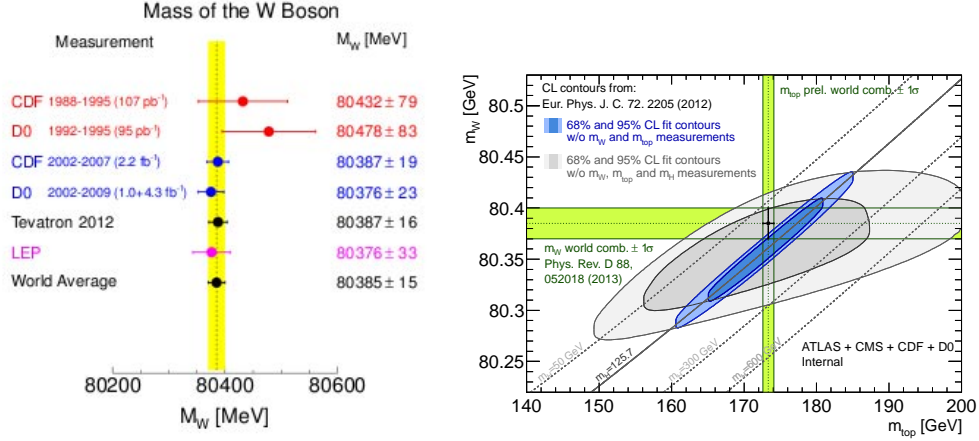 Mass of the W Boson
Measurement M_W [MeV]
CDF 1988-1995 (107 pb⁻¹) 80432 ± 79
D0 1992-1995 (95 pb⁻¹) 80478 ± 83
CDF 2002-2007 (2.2 fb⁻¹) 80387 ± 19
D0 2002-2009 (1.0+4.3 fb⁻¹) 80376 ± 23
Tevatron 2012 80387 ± 16
LEP 80376 ± 33
World Average 80385 ± 15
80200 80400 80600
M_W [MeV]
m_W [GeV]
80.5
80.45
80.4
80.35
80.3
80.25
CL contours from:
Eur. Phys. J. C. 72. 2205 (2012)
68% and 95% CL fit contours
w/o m_W and m_top measurements
68% and 95% CL fit contours
w/o m_W, m_top and m_H measurements
m_top prel. world comb. ± 1σ
m_W world comb. ± 1σ
Phys. Rev. D 88,
052018 (2013)
m_H=50 GeV
m_H=125.7
m_H=300 GeV
m_H=600 GeV
ATLAS + CMS + CDF + D0
Internal
140 150 160 170 180 190 200
m_top [GeV]